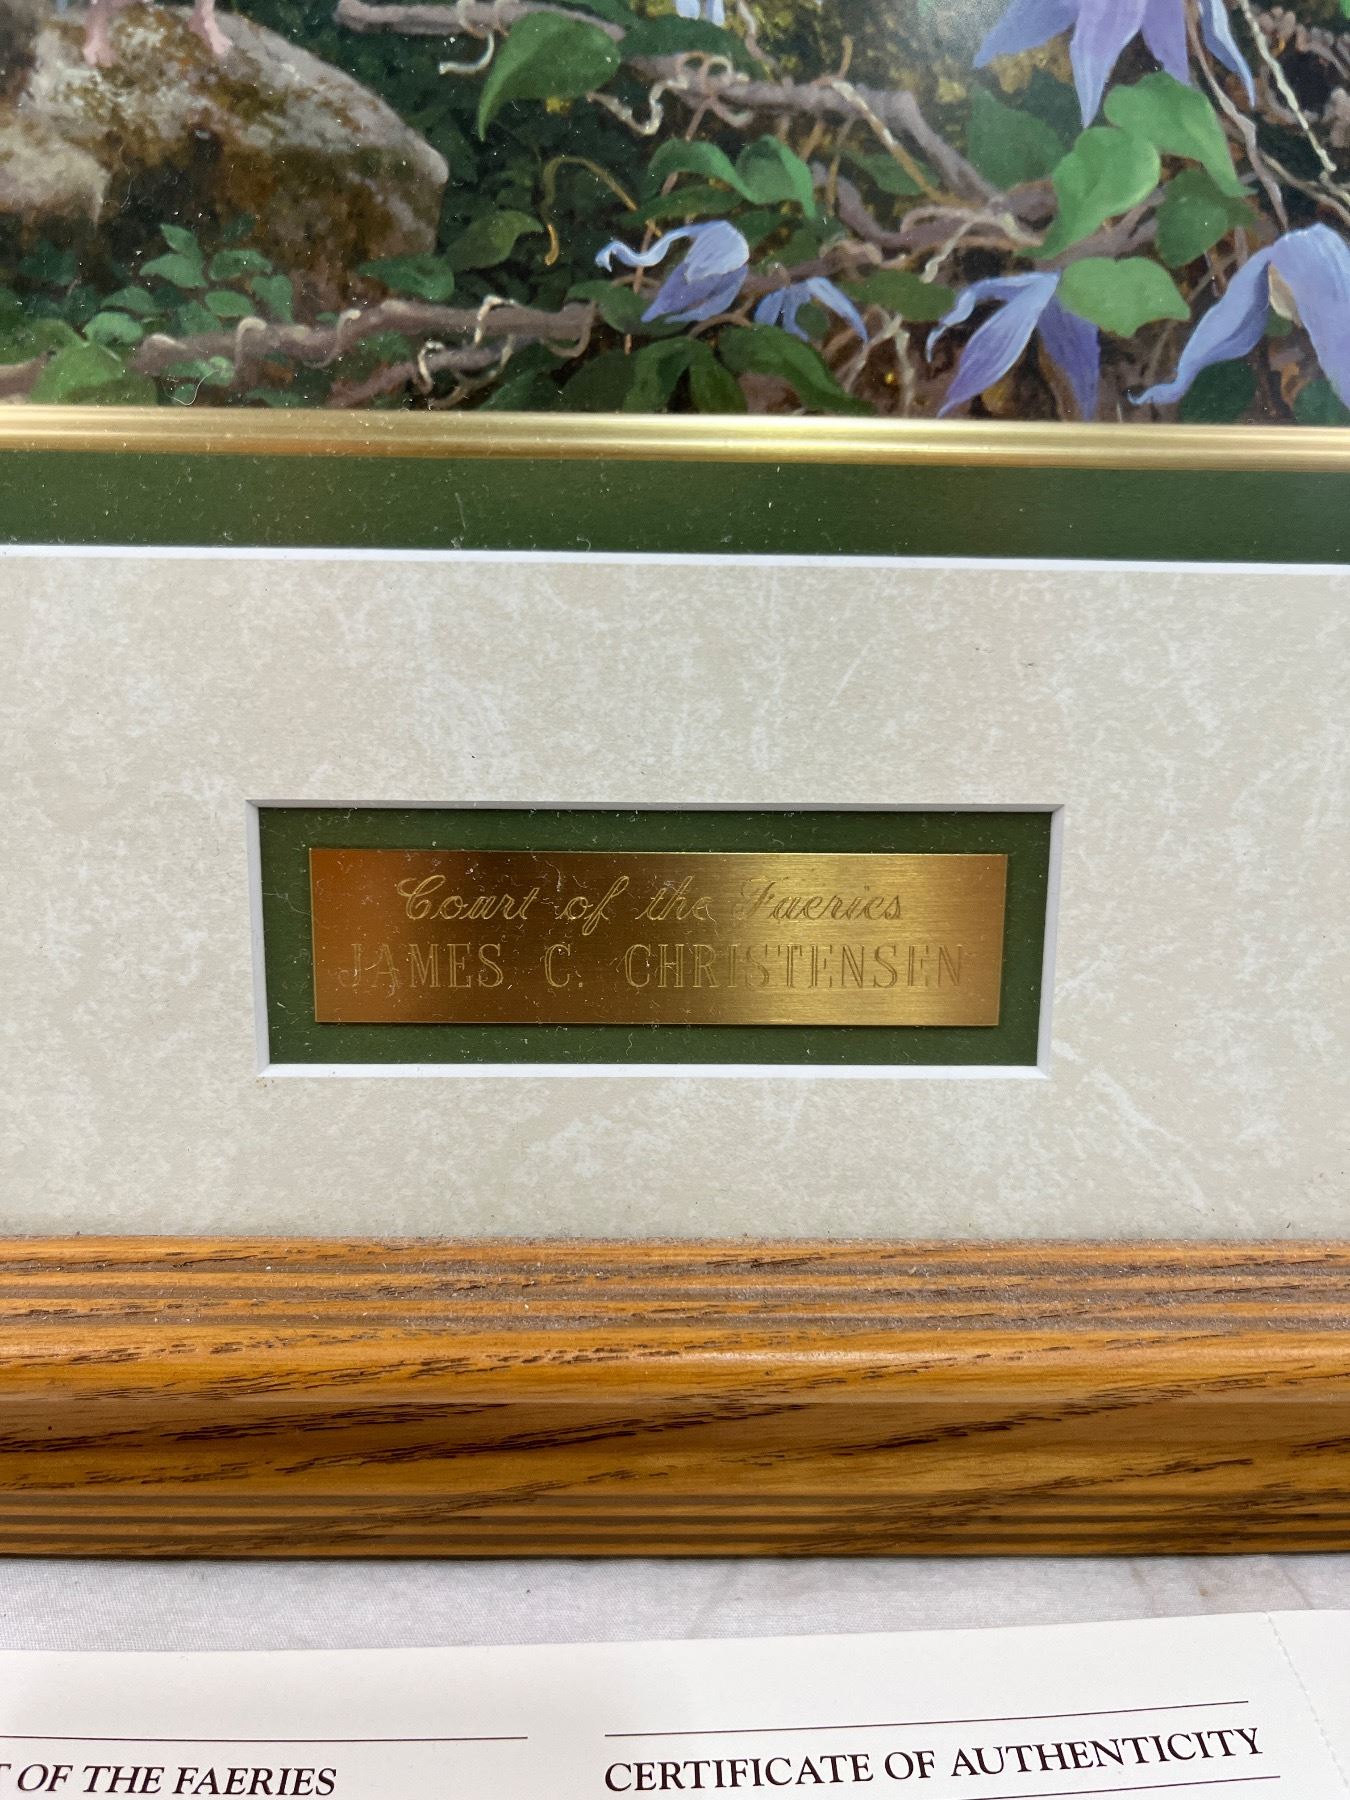 Court of the Faeries
JAMES C. CHRISTENSEN
OF THE FAERIES
CERTIFICATE OF AUTHENTICITY